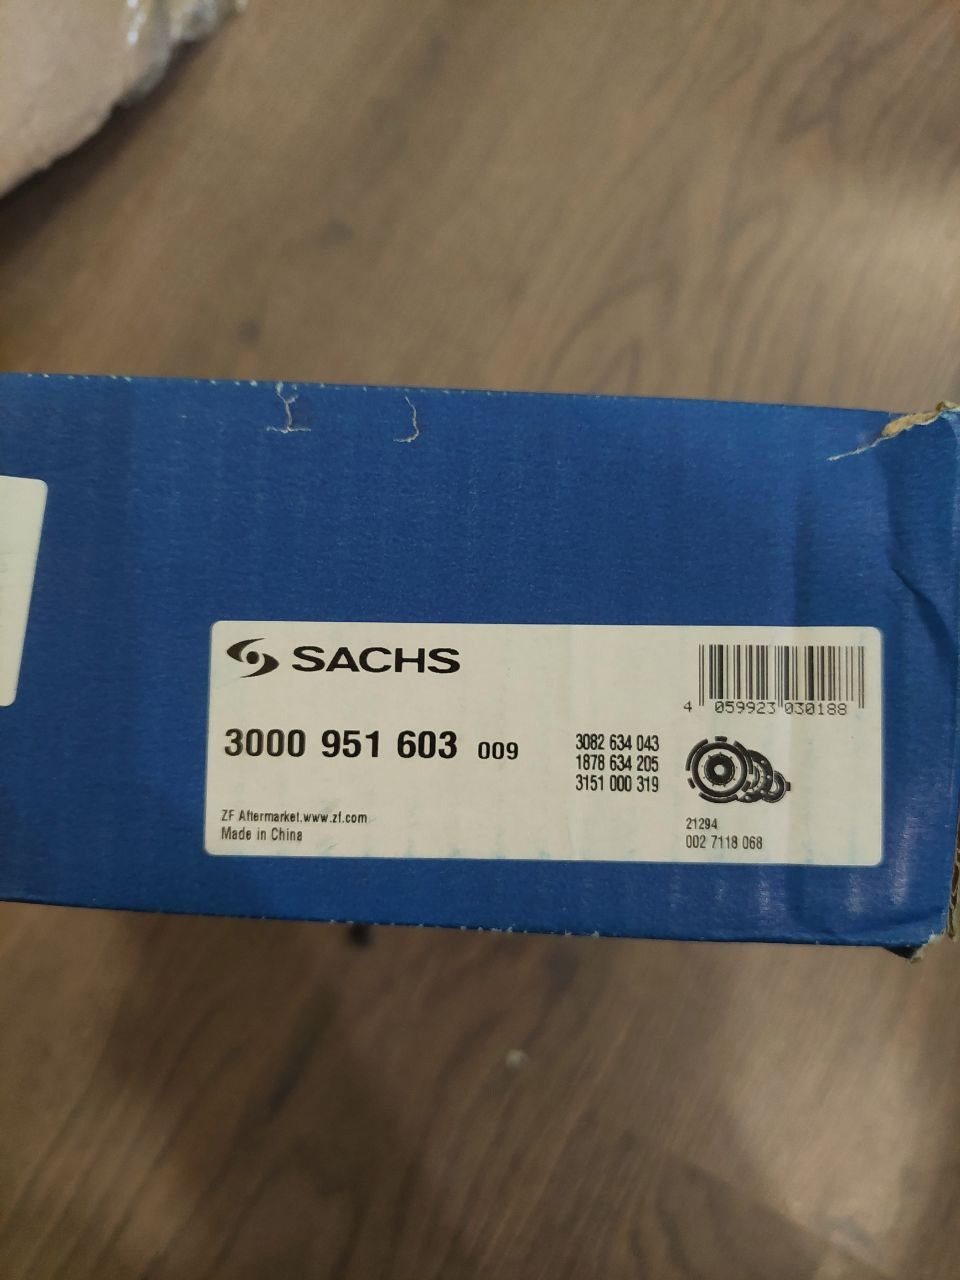 SACHS
4 059923 030188
3000 951 603 009
3082 634 043
1878 634 205
3151 000 319
ZF Aftermarket.www.zf.com
Made in China
21294
002 7118 068